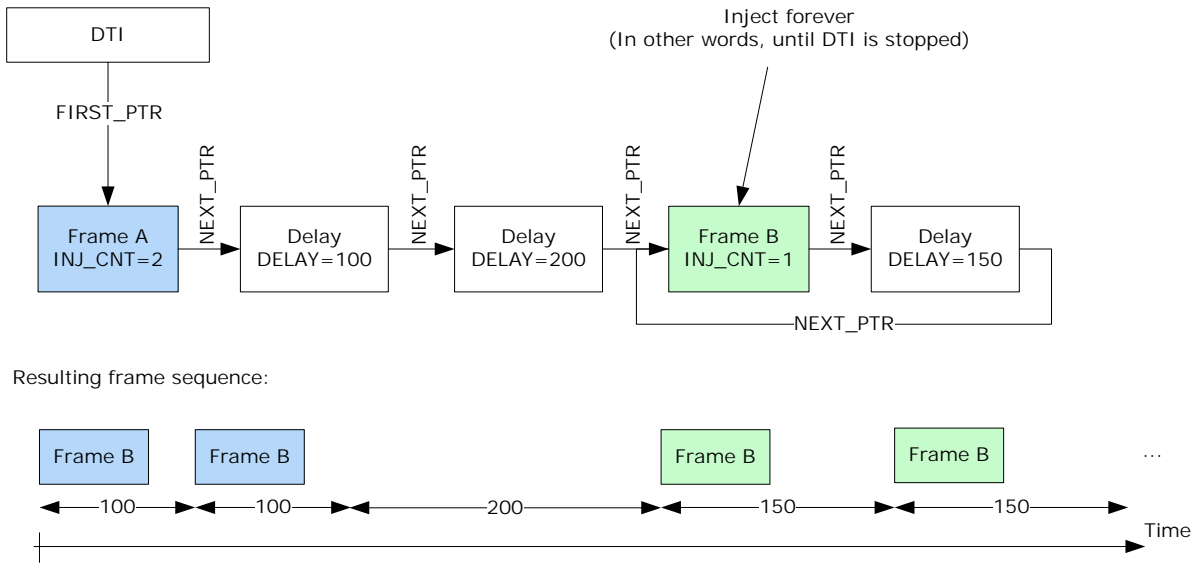 DTI
Inject forever
(In other words, until DTI is stopped)
FIRST_PTR
NEXT_PTR
NEXT_PTR
NEXT_PTR
NEXT_PTR
Frame A
INJ_CNT=2
Delay
DELAY=100
Delay
DELAY=200
Frame B
INJ_CNT=1
Delay
DELAY=150
NEXT_PTR
Resulting frame sequence:
Frame B
Frame B
Frame B
Frame B
...
100
100
200
150
150
Time